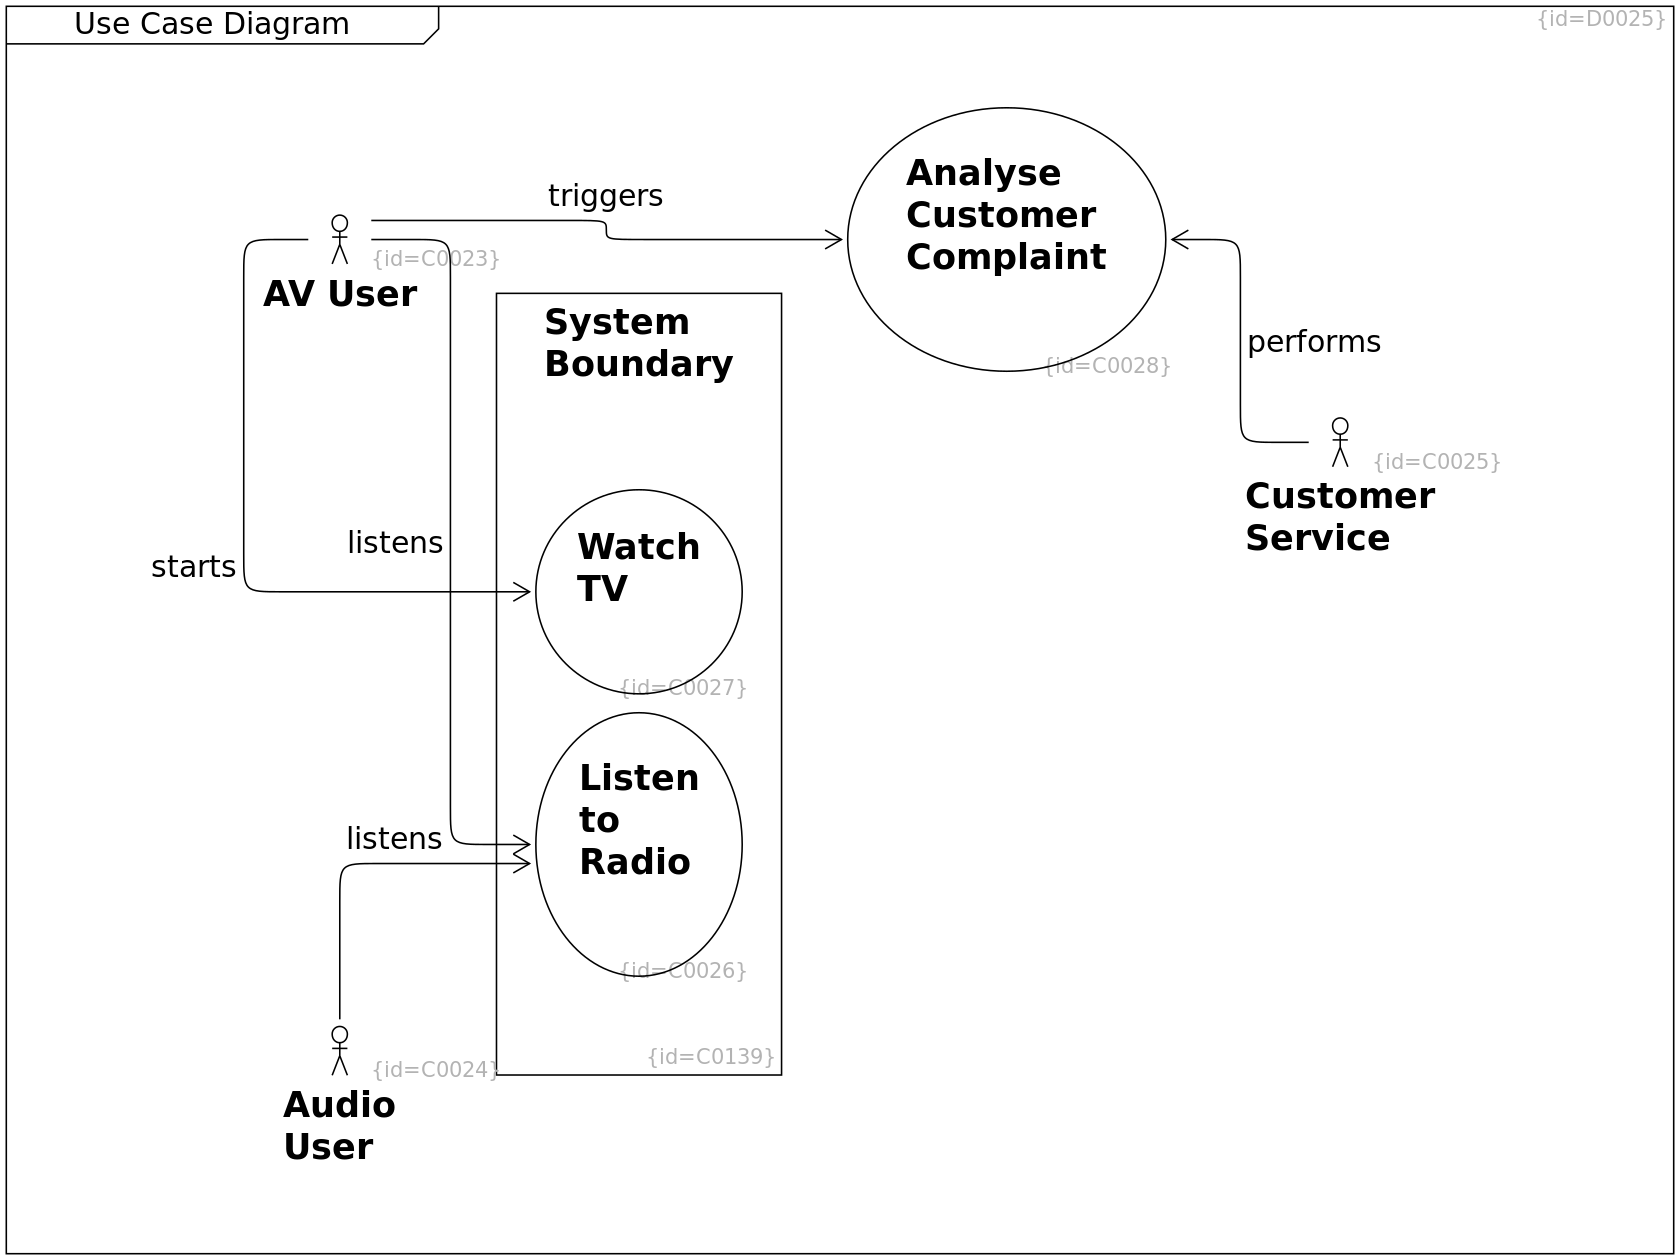 Use Case Diagram
{id=D0025}
Analyse
Customer
Complaint
{id=C0028}
triggers
{id=C0023}
AV User
System
Boundary
performs
{id=C0025}
Customer
Service
listens
starts
Watch
TV
{id=C0027}
Listen
to
Radio
{id=C0026}
listens
{id=C0139}
{id=C0024}
Audio
User